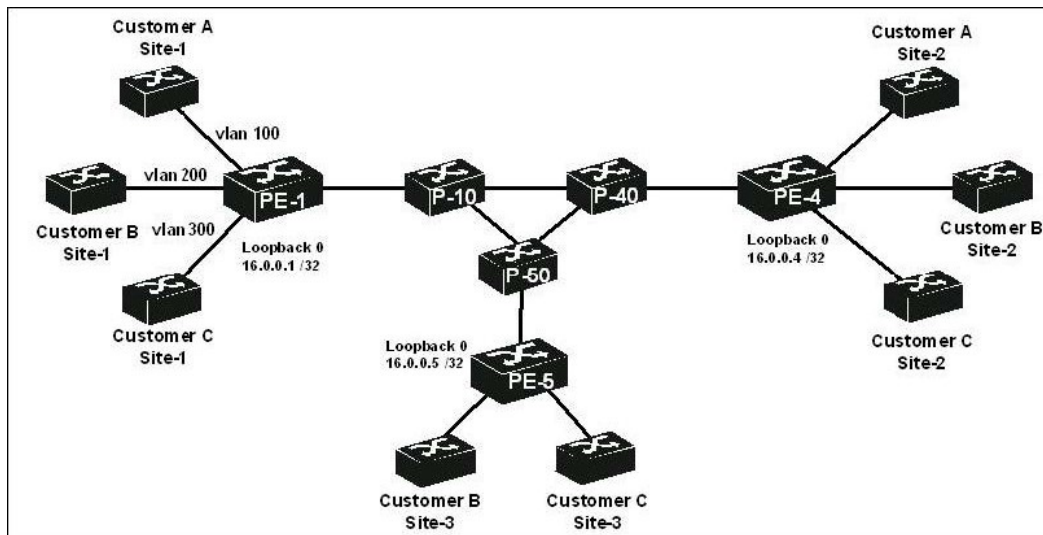 Customer A
Site-1
vlan 100
vlan 200
Customer B
Site-1
vlan 300
Customer C
Site-1
PE-1
Loopback 0
16.0.0.1 /32
P-10
P-40
P-50
Loopback 0
16.0.0.5 /32
PE-5
Customer B
Site-3
Customer C
Site-3
PE-4
Loopback 0
16.0.0.4 /32
Customer A
Site-2
Customer B
Site-2
Customer C
Site-2